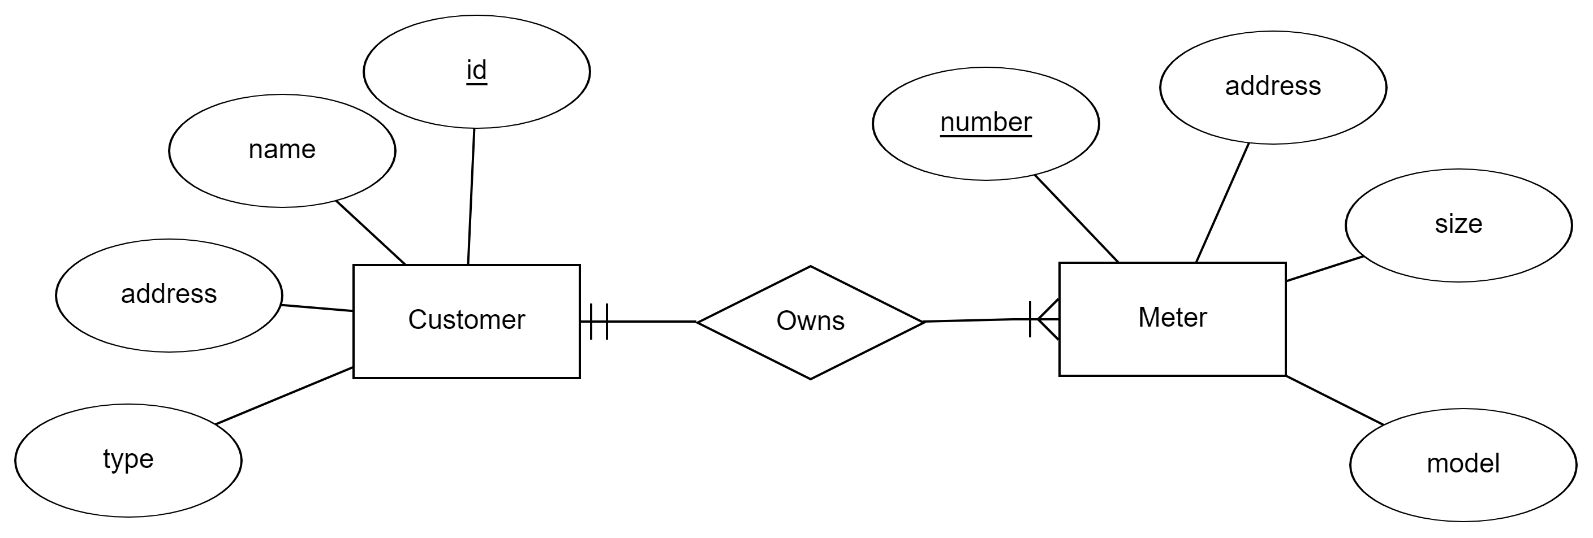 id
name
address
type
Customer
Owns
number
address
size
Meter
model